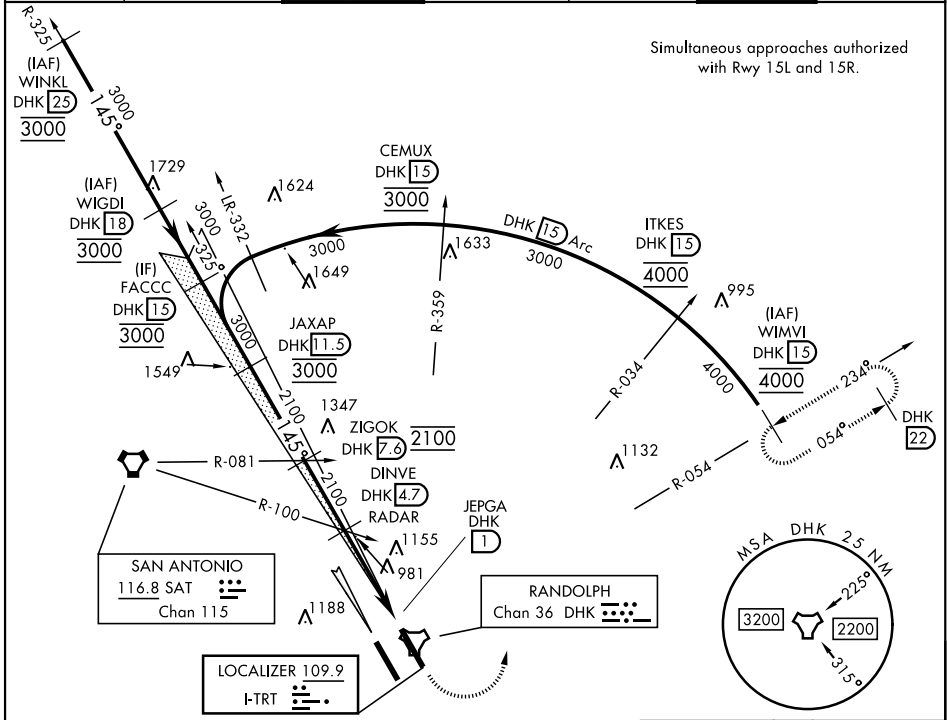 R-325
(IAF)
WINKL
DHK 25
3000
3000
145°
Simultaneous approaches authorized
with Rwy 15L and 15R.
1729
(IAF)
WIGDI
DHK 18
3000
3000
325°
LR-332
1624
CEMUX
DHK 15
3000
3000
1649
1633
DHK 15 Arc
3000
ITKES
DHK 15
4000
995
(IAF)
WIMVI
DHK 15
4000
4000
(IF)
FACCC
DHK 15
3000
3000
JAXAP
DHK 11.5
3000
R-359
R-034
234°
054°
DHK
22
R-054
1549
2100
1347
145°
ZIGOK
DHK 7.6
2100
1132
R-081
2100
DINVE
DHK 4.7
RADAR
R-100
JEPGA
DHK
1
1155
981
SAN ANTONIO
116.8 SAT
Chan 115
1188
RANDOLPH
Chan 36 DHK
LOCALIZER 109.9
I-TRT
MSA DHK 25 NM
225°
3200
2200
315°